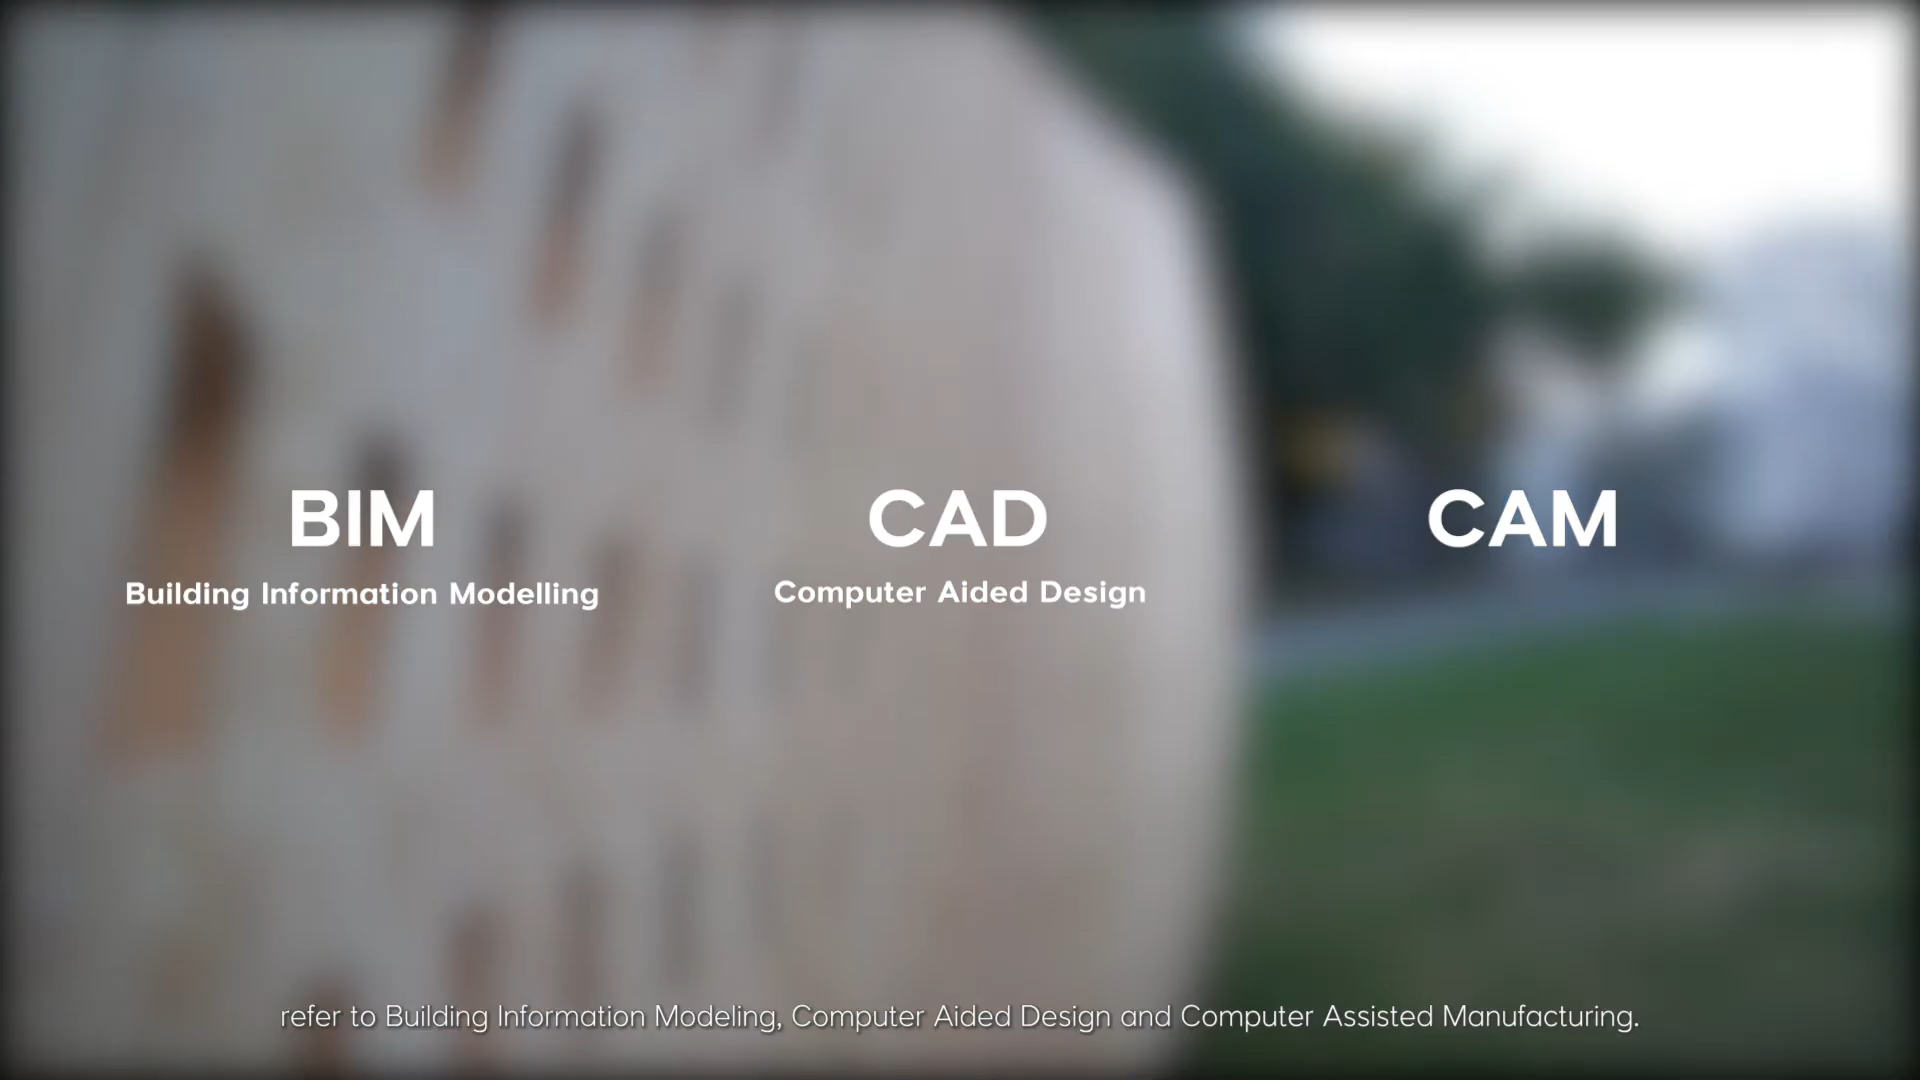 BIM
CAD
CAM
Building Information Modelling
Computer Aided Design
refer to Building Information Modeling, Computer Aided Design and Computer Assisted Manufacturing.